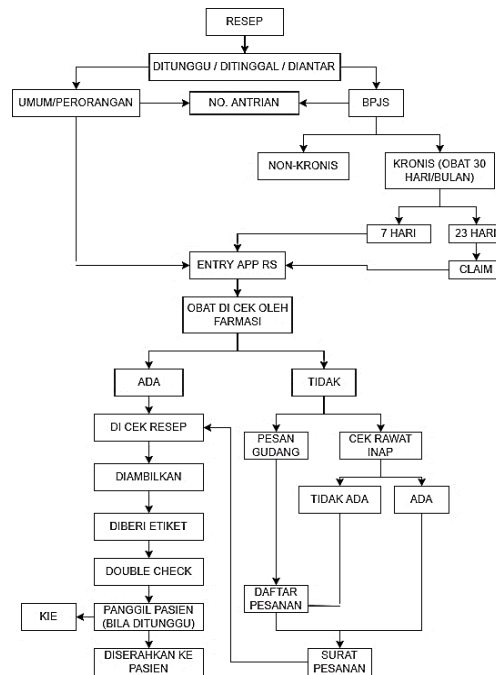 RESEP
DITUNGGU / DITINGGAL / DIANTAR
UMUM/PERORANGAN
NO. ANTRIAN
BPJS
NON-KRONIS
KRONIS (OBAT 30
HARI/BULAN)
7 HARI
23 HARI
ENTRY APP RS
CLAIM
OBAT DI CEK OLEH
FARMASI
ADA
TIDAK
DI CEK RESEP
PESAN
GUDANG
CEK RAWAT
INAP
DIAMBILKAN
TIDAK ADA
ADA
DIBERI ETIKET
DOUBLE CHECK
DAFTAR
PESANAN
KIE
PANGGIL PASIEN
(BILA DITUNGGU)
DISERAHKAN KE
PASIEN
SURAT
PESANAN